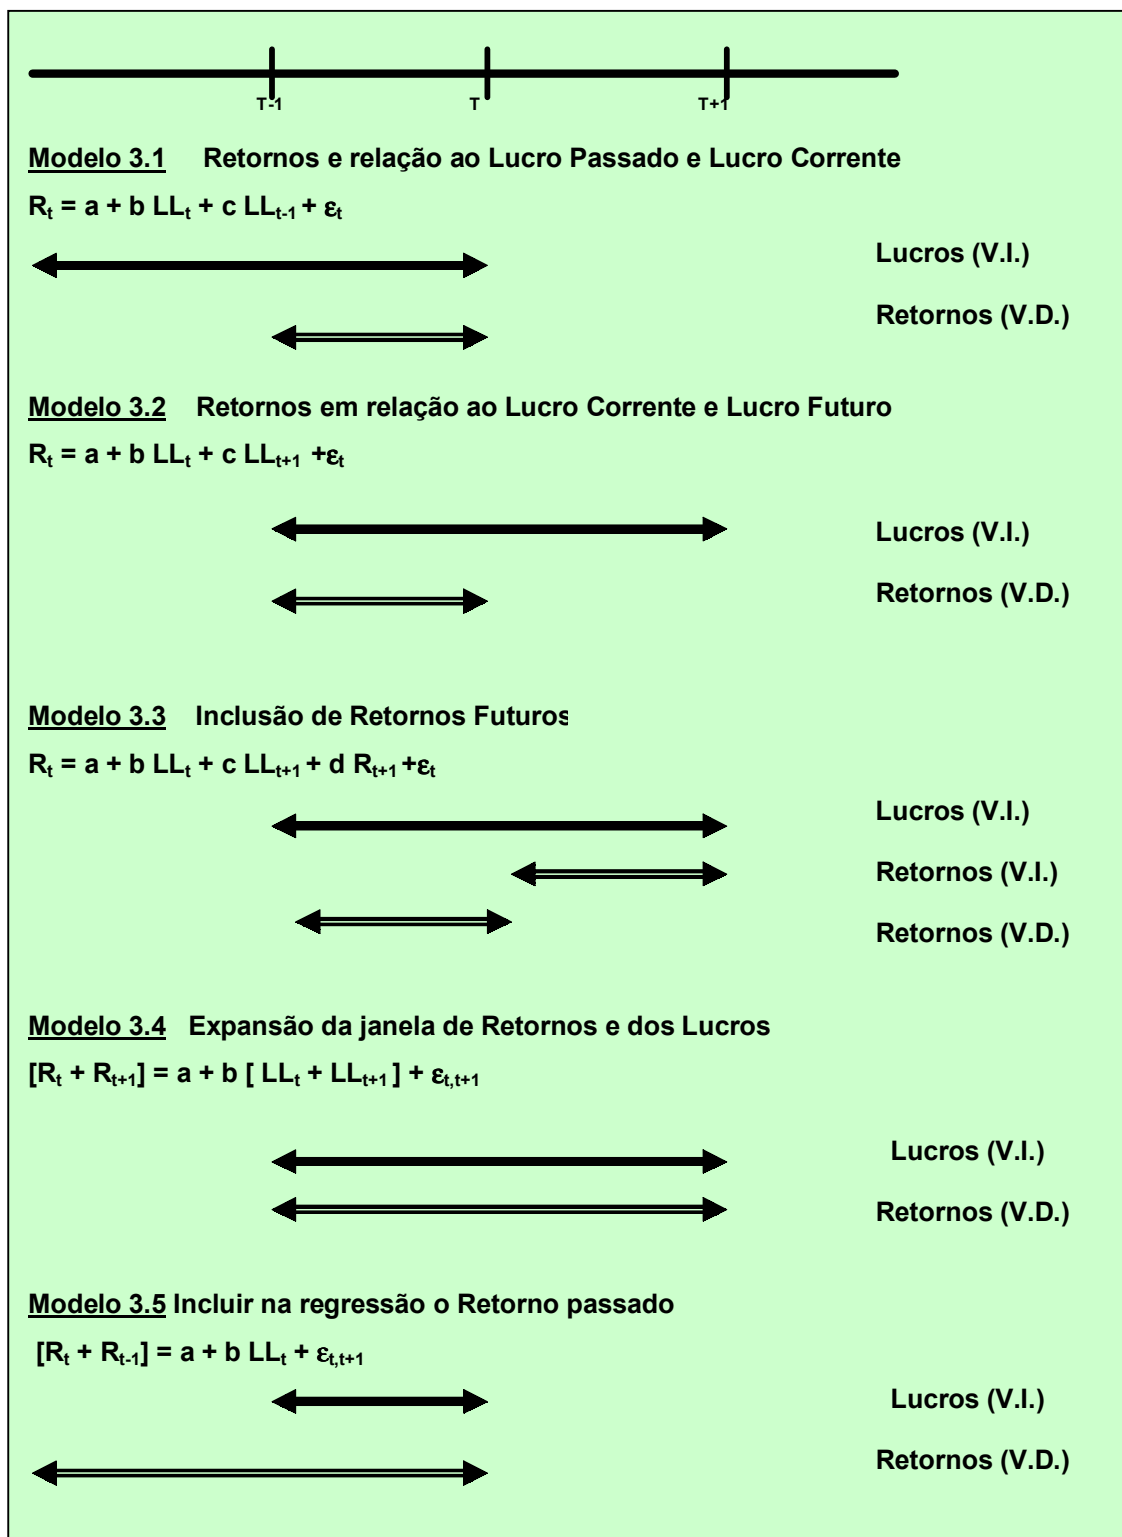 T-1 T T+1
Modelo 3.1 Retornos e relação ao Lucro Passado e Lucro Corrente
Rₜ = a + b LLₜ + c LLₜ₋₁ + εₜ
Lucros (V.I.)
Retornos (V.D.)
Modelo 3.2 Retornos em relação ao Lucro Corrente e Lucro Futuro
Rₜ = a + b LLₜ + c LLₜ₊₁ +εₜ
Lucros (V.I.)
Retornos (V.D.)
Modelo 3.3 Inclusão de Retornos Futuros
Rₜ = a + b LLₜ + c LLₜ₊₁ + d Rₜ₊₁ +εₜ
Lucros (V.I.)
Retornos (V.I.)
Retornos (V.D.)
Modelo 3.4 Expansão da janela de Retornos e dos Lucros
[Rₜ + Rₜ₊₁] = a + b [ LLₜ + LLₜ₊₁ ] + εₜ,ₜ₊₁
Lucros (V.I.)
Retornos (V.D.)
Modelo 3.5 Incluir na regressão o Retorno passado
[Rₜ + Rₜ₋₁] = a + b LLₜ + εₜ,ₜ₊₁
Lucros (V.I.)
Retornos (V.D.)